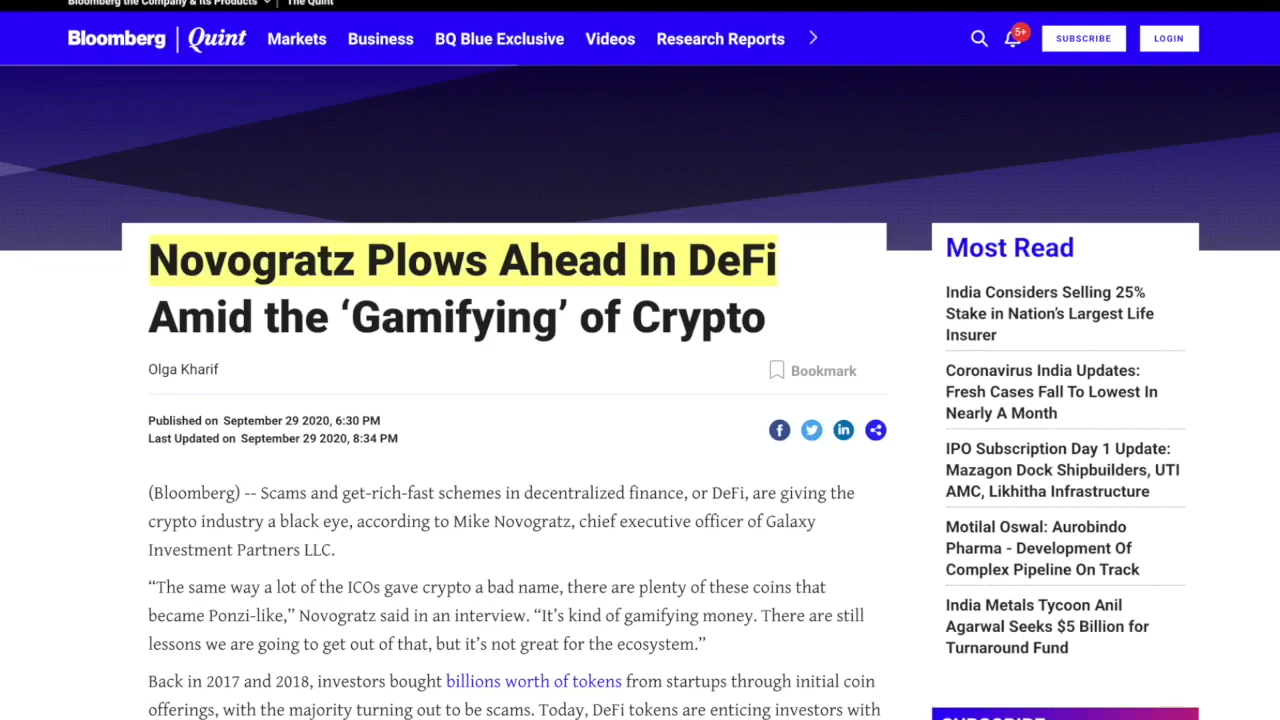 Bloomberg the Company & Its Products | The Quint
Bloomberg | Quint Markets Business BQ Blue Exclusive Videos Research Reports 5+ SUBSCRIBE LOGIN
Novogratz Plows Ahead In DeFi
Amid the ‘Gamifying’ of Crypto
Olga Kharif
Bookmark
Published on September 29 2020, 6:30 PM
Last Updated on September 29 2020, 8:34 PM
(Bloomberg) -- Scams and get-rich-fast schemes in decentralized finance, or DeFi, are giving the
crypto industry a black eye, according to Mike Novogratz, chief executive officer of Galaxy
Investment Partners LLC.
“The same way a lot of the ICOs gave crypto a bad name, there are plenty of these coins that
became Ponzi-like,” Novogratz said in an interview. “It’s kind of gamifying money. There are still
lessons we are going to get out of that, but it’s not great for the ecosystem.”
Back in 2017 and 2018, investors bought billions worth of tokens from startups through initial coin
offerings, with the majority turning out to be scams. Today, DeFi tokens are enticing investors with
Most Read
India Considers Selling 25%
Stake in Nation’s Largest Life
Insurer
Coronavirus India Updates:
Fresh Cases Fall To Lowest In
Nearly A Month
IPO Subscription Day 1 Update:
Mazagon Dock Shipbuilders, UTI
AMC, Likhitha Infrastructure
Motilal Oswal: Aurobindo
Pharma - Development Of
Complex Pipeline On Track
India Metals Tycoon Anil
Agarwal Seeks $5 Billion for
Turnaround Fund
SUBSCRIBE